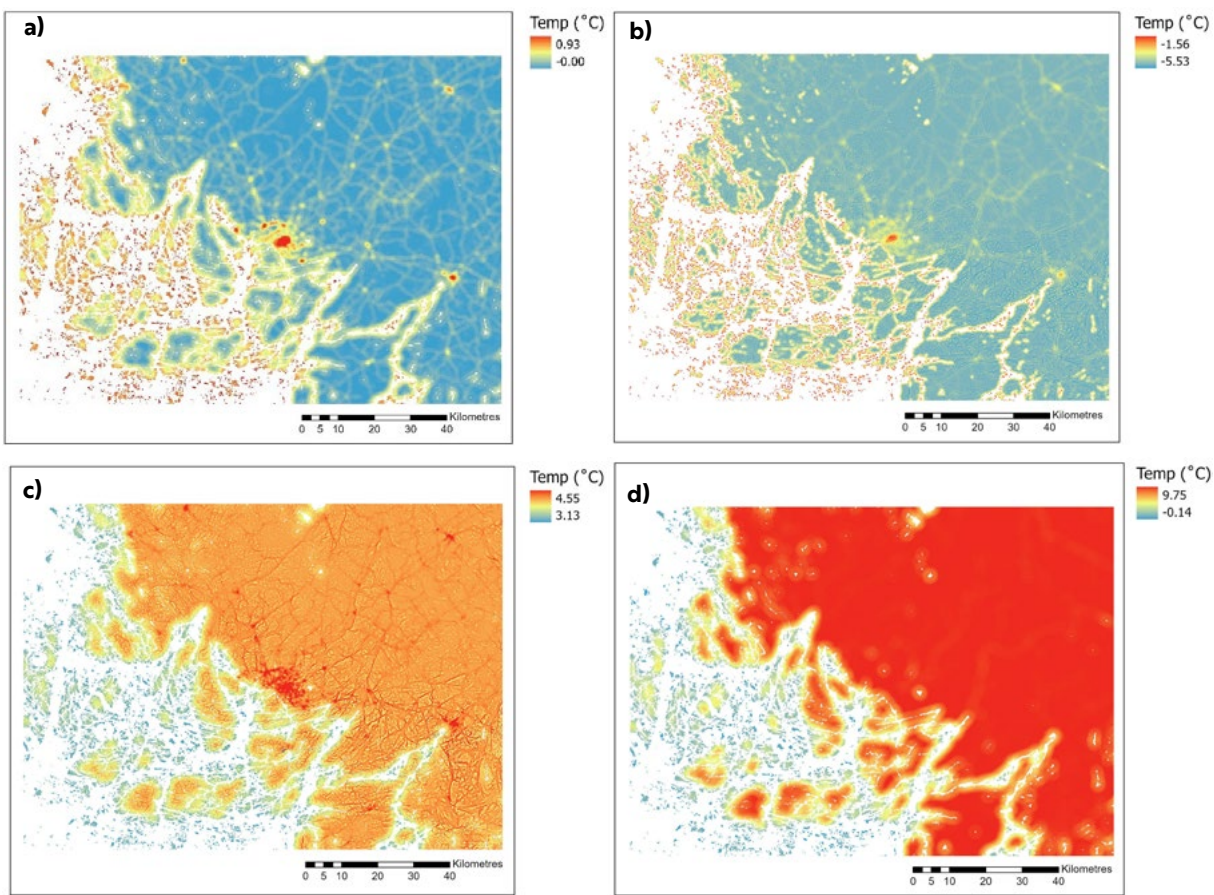 a)
Temp (˚C)
0.93
-0.00
Kilometres
0 5 10 20 30 40
b)
Temp (˚C)
-1.56
-5.53
Kilometres
0 5 10 20 30 40
c)
Temp (˚C)
4.55
3.13
Kilometres
0 5 10 20 30 40
d)
Temp (˚C)
9.75
-0.14
Kilometres
0 5 10 20 30 40